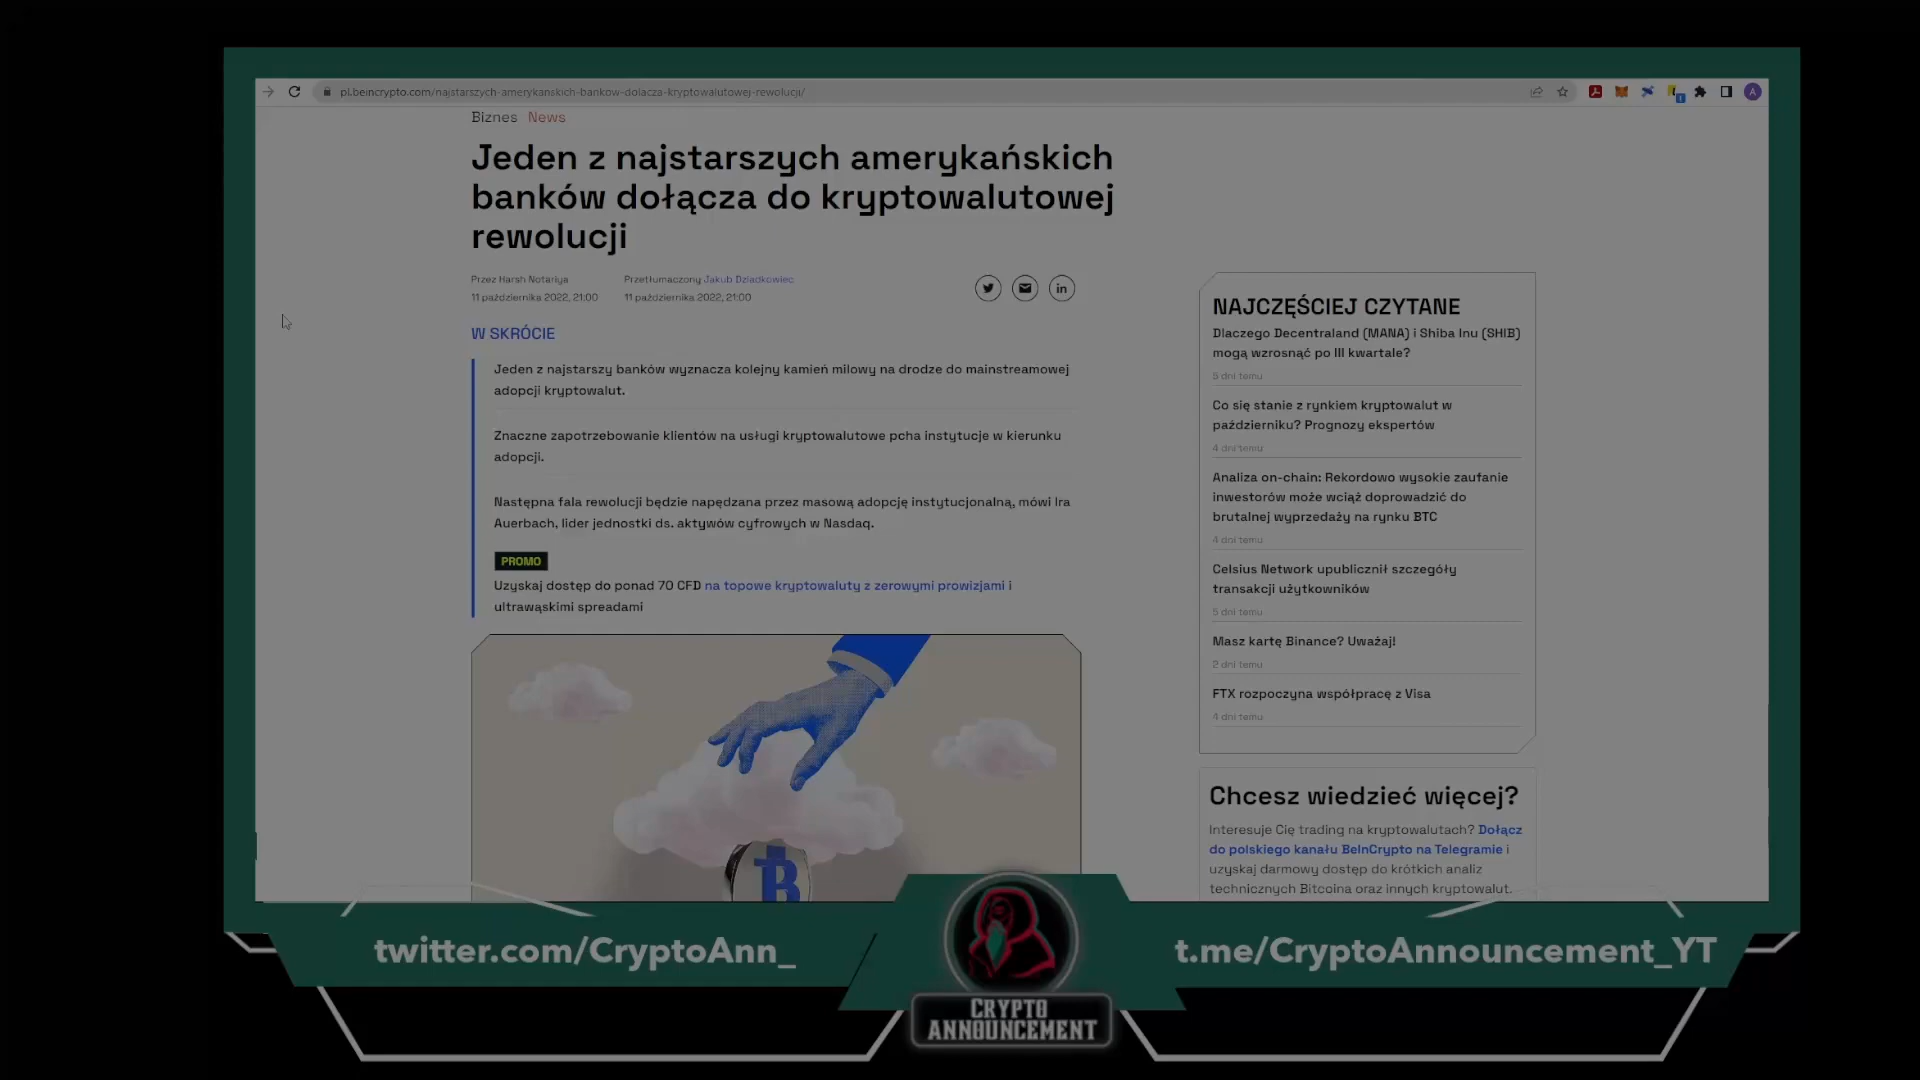 pl.beincrypto.com/najstarszych-amerykanskich-bankow-dolacza-kryptowalutowej-rewolucji/
A
Biznes News
Jeden z najstarszych amerykańskich
banków dołącza do kryptowalutowej
rewolucji
Przez Harsh Notariya
11 października 2022, 21:00
Przetłumaczony Jakub Dziadkowiec
11 października 2022, 21:00
W SKRÓCIE
Jeden z najstarszy banków wyznacza kolejny kamień milowy na drodze do mainstreamowej
adopcji kryptowalut.
Znaczne zapotrzebowanie klientów na usługi kryptowalutowe pcha instytucje w kierunku
adopcji.
Następna fala rewolucji będzie napędzana przez masową adopcję instytucjonalną, mówi Ira
Auerbach, lider jednostki ds. aktywów cyfrowych w Nasdaq.
PROMO
Uzyskaj dostęp do ponad 70 CFD na topowe kryptowaluty z zerowymi prowizjami i
ultrawąskimi spreadami
NAJCZĘŚCIEJ CZYTANE
Dlaczego Decentraland (MANA) i Shiba Inu (SHIB)
mogą wzrosnąć po III kwartale?
5 dni temu
Co się stanie z rynkiem kryptowalut w
październiku? Prognozy ekspertów
4 dni temu
Analiza on-chain: Rekordowo wysokie zaufanie
inwestorów może wciąż doprowadzić do
brutalnej wyprzedaży na rynku BTC
4 dni temu
Celsius Network upublicznił szczegóły
transakcji użytkowników
5 dni temu
Masz kartę Binance? Uważaj!
2 dni temu
FTX rozpoczyna współpracę z Visa
4 dni temu
Chcesz wiedzieć więcej?
Interesuje Cię trading na kryptowalutach? Dołącz
do polskiego kanału BeInCrypto na Telegramie i
uzyskaj darmowy dostęp do krótkich analiz
technicznych Bitcoina oraz innych kryptowalut.
twitter.com/CryptoAnn_
t.me/CryptoAnnouncement_YT
CRYPTO
ANNOUNCEMENT